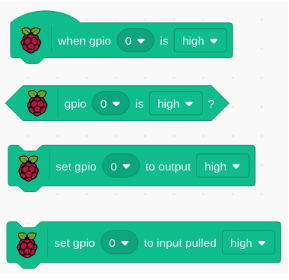 when gpio 0 is high
gpio 0 is high ?
set gpio 0 to output high
set gpio 0 to input pulled high